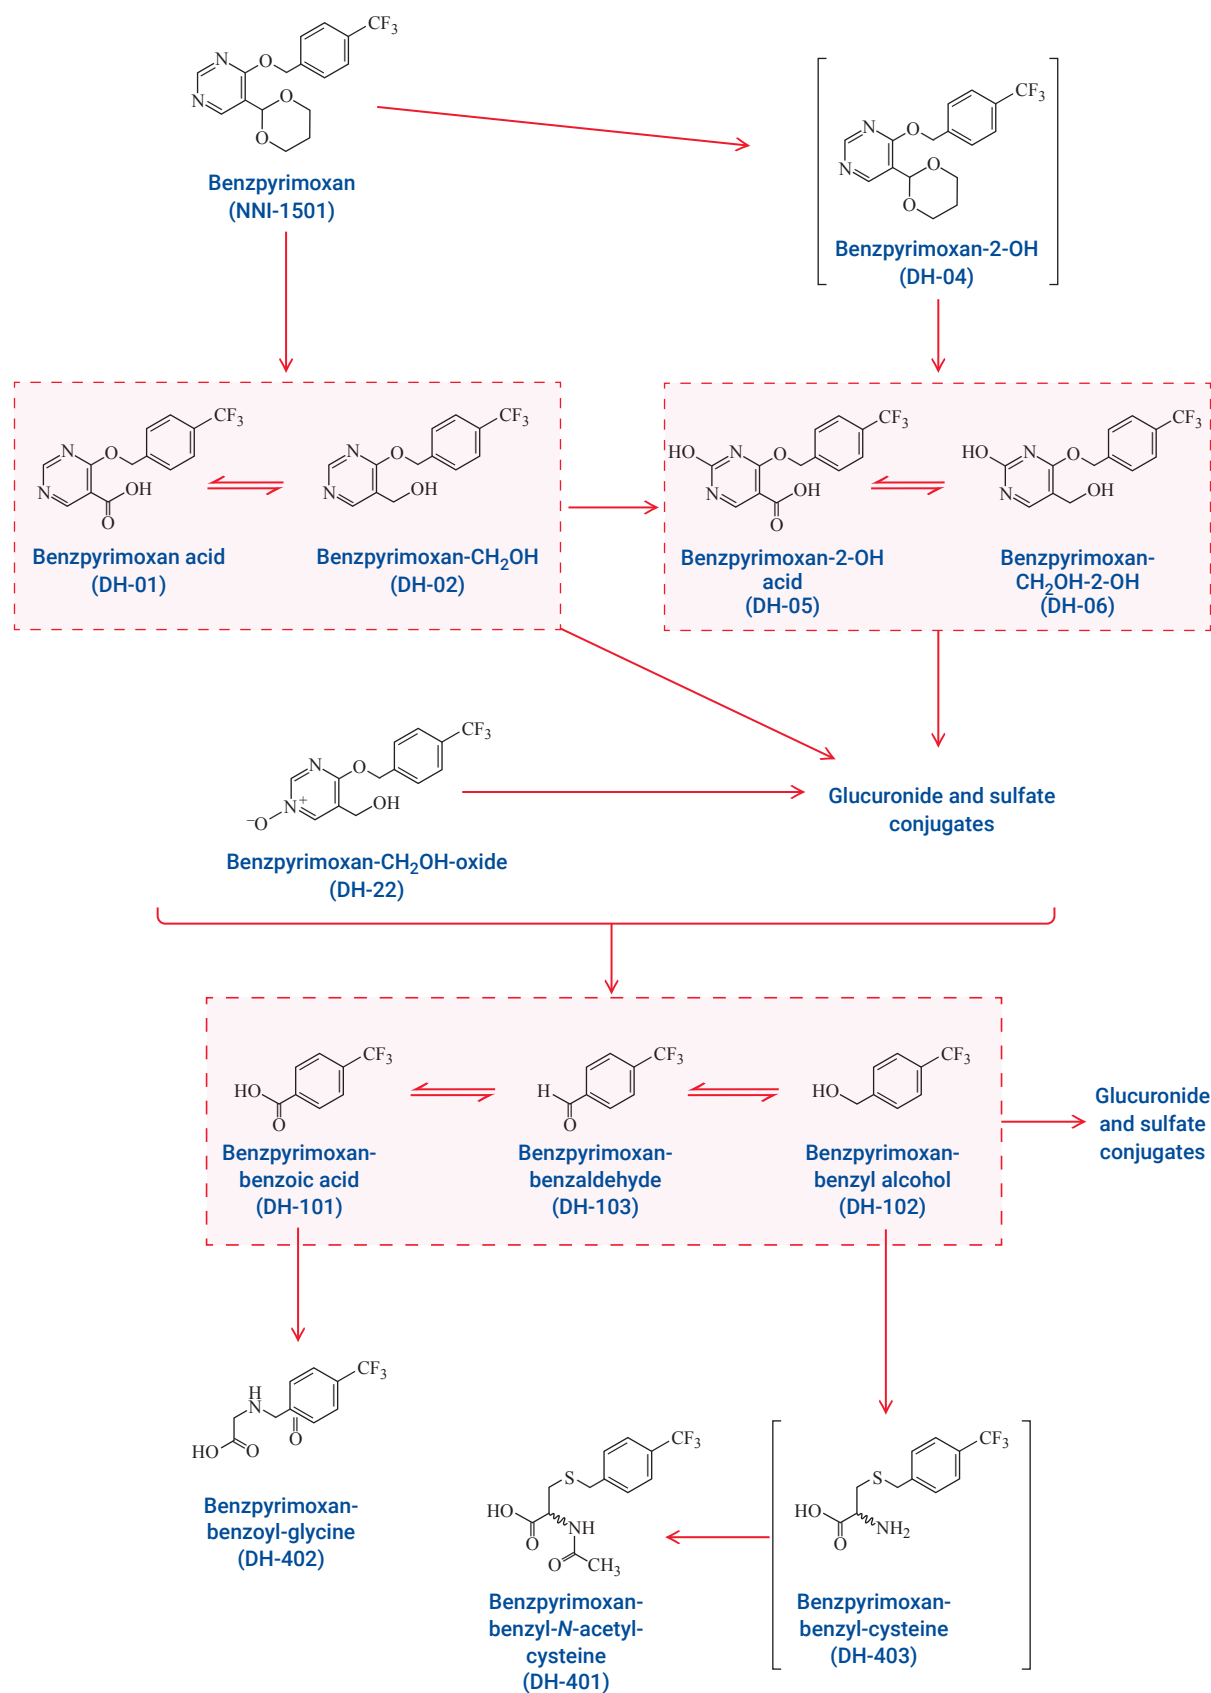 CF3
N
O
N
O
O
Benzpyrimoxan
(NNI-1501)
CF3
N
O
N
O
O
Benzpyrimoxan-2-OH
(DH-04)
CF3
N
O
N
OH
O
Benzpyrimoxan acid
(DH-01)
CF3
N
O
N
OH
Benzpyrimoxan-CH2OH
(DH-02)
CF3
HO
N
O
N
OH
O
Benzpyrimoxan-2-OH
acid
(DH-05)
CF3
HO
N
O
N
OH
Benzpyrimoxan-
CH2OH-2-OH
(DH-06)
CF3
N
O
N+
OH
−O
Benzpyrimoxan-CH2OH-oxide
(DH-22)
Glucuronide and sulfate
conjugates
CF3
HO
O
Benzpyrimoxan-
benzoic acid
(DH-101)
CF3
H
O
Benzpyrimoxan-
benzaldehyde
(DH-103)
CF3
HO
Benzpyrimoxan-
benzyl alcohol
(DH-102)
Glucuronide
and sulfate
conjugates
CF3
H
N
HO
O
O
Benzpyrimoxan-
benzoyl-glycine
(DH-402)
CF3
S
HO
NH
O
O
CH3
Benzpyrimoxan-
benzyl-N-acetyl-
cysteine
(DH-401)
CF3
S
HO
NH2
O
Benzpyrimoxan-
benzyl-cysteine
(DH-403)